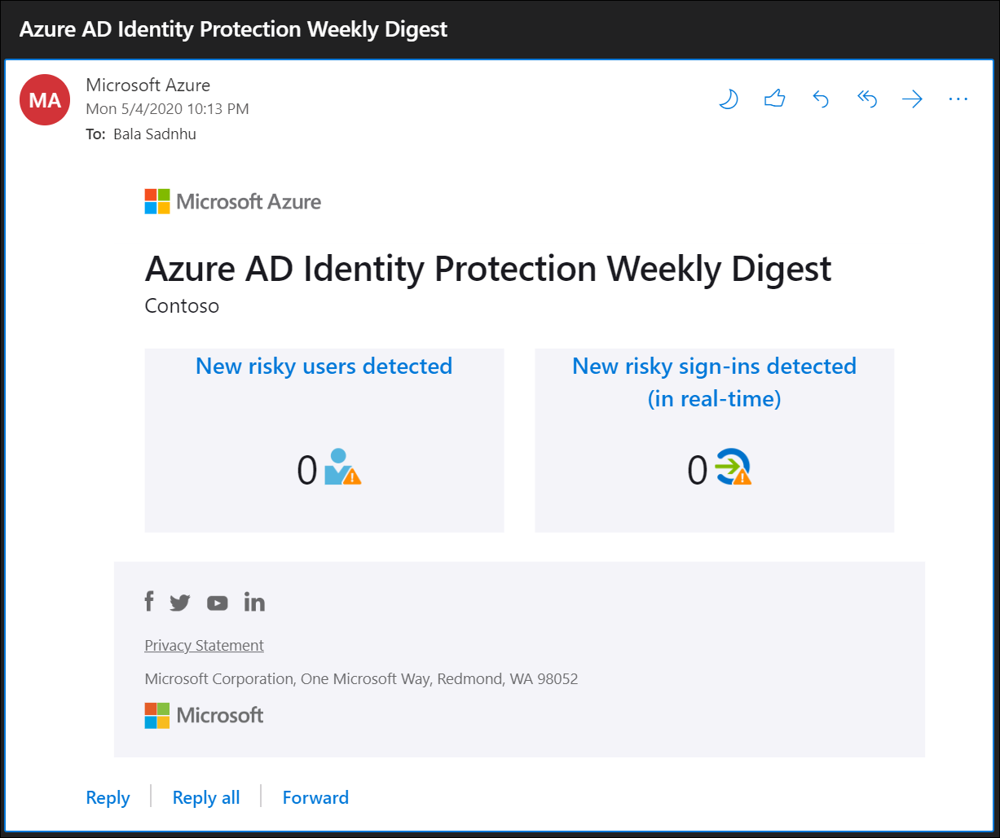 Azure AD Identity Protection Weekly Digest
MA
Microsoft Azure
Mon 5/4/2020 10:13 PM
To: Bala Sadnhu
Microsoft Azure
Azure AD Identity Protection Weekly Digest
Contoso
New risky users detected
0
New risky sign-ins detected
(in real-time)
0
Privacy Statement
Microsoft Corporation, One Microsoft Way, Redmond, WA 98052
Microsoft
Reply
Reply all
Forward